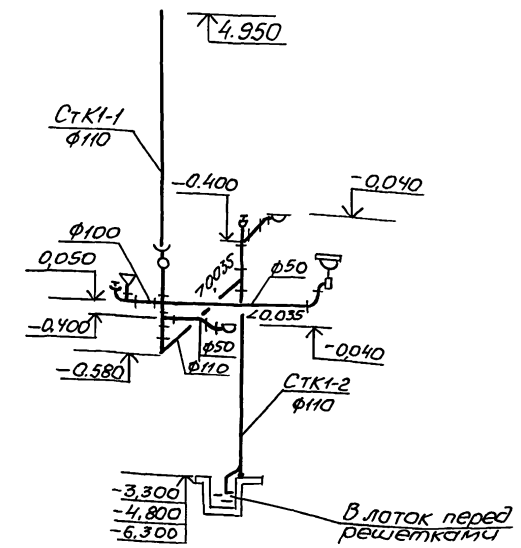 4.950
СтК1-1
Ф110
-0.400
-0,040
Ф100
0,050
10,035
Ф50
-0,400
∠0.035
Ф50
-0,040
-0.580
Ф110
СтК1-2
Ф110
-3,300
-4,800
-6,300
В лоток перед
решетками